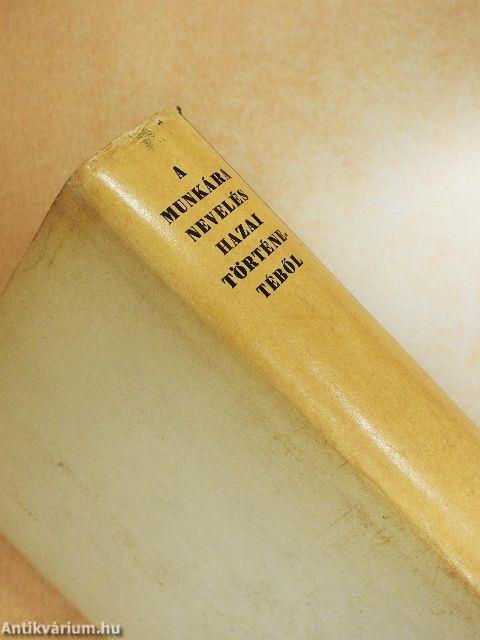 A
MUNKÁRA
NEVELÉS
HAZAI
TÖRTÉNE-
TÉBŐL
Antikvárium.hu